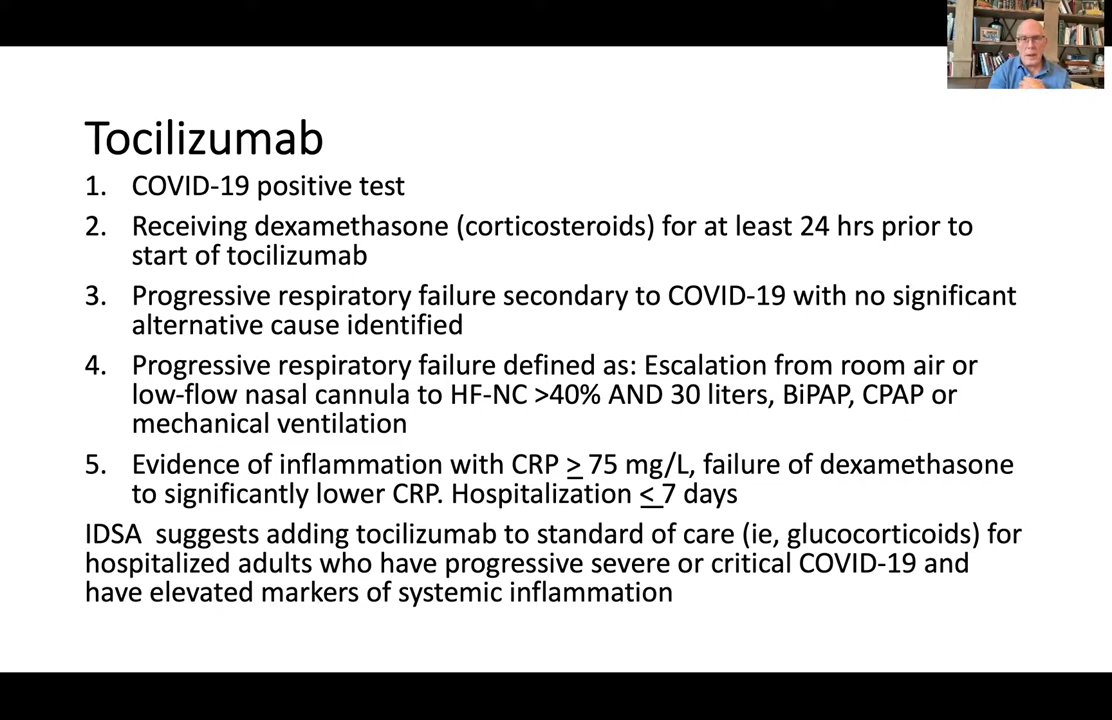 Tocilizumab
1. COVID-19 positive test
2. Receiving dexamethasone (corticosteroids) for at least 24 hrs prior to
start of tocilizumab
3. Progressive respiratory failure secondary to COVID-19 with no significant
alternative cause identified
4. Progressive respiratory failure defined as: Escalation from room air or
low-flow nasal cannula to HF-NC >40% AND 30 liters, BiPAP, CPAP or
mechanical ventilation
5. Evidence of inflammation with CRP > 75 mg/L, failure of dexamethasone
to significantly lower CRP. Hospitalization < 7 days
IDSA  suggests adding tocilizumab to standard of care (ie, glucocorticoids) for
hospitalized adults who have progressive severe or critical COVID-19 and
have elevated markers of systemic inflammation